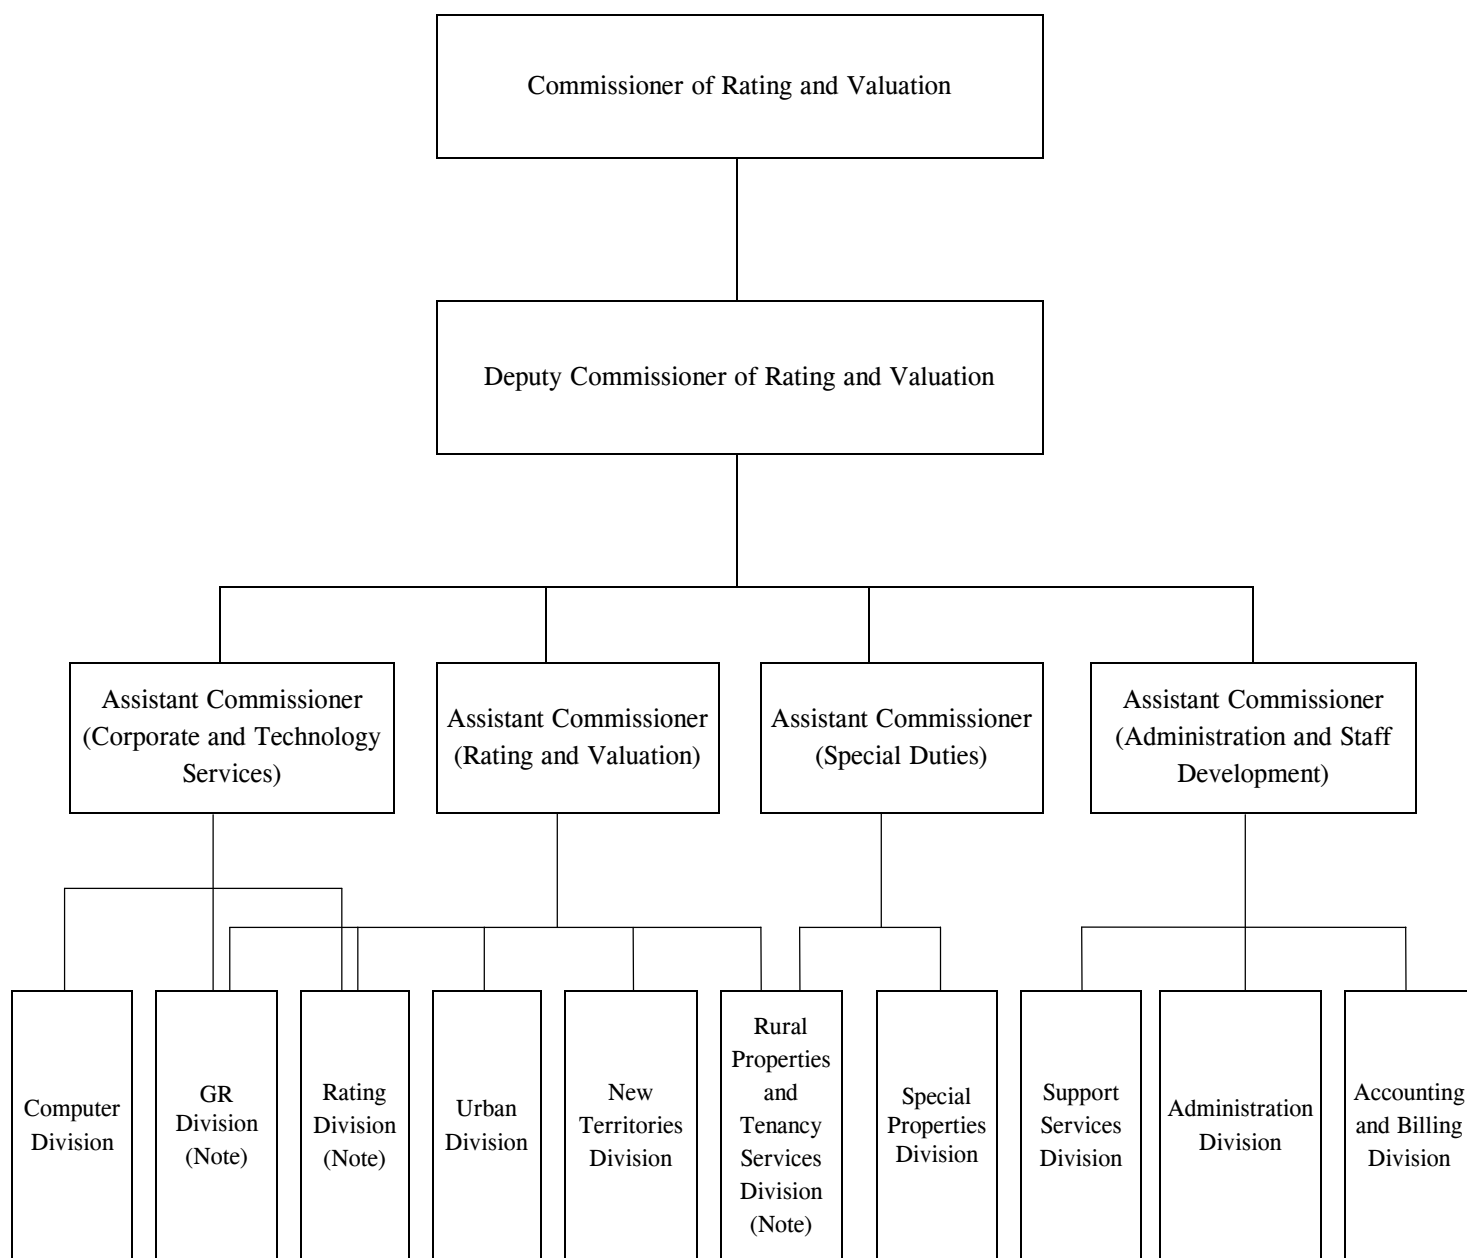 Commissioner of Rating and Valuation
Deputy Commissioner of Rating and Valuation
Assistant Commissioner
(Corporate and Technology
Services)
Assistant Commissioner
(Rating and Valuation)
Assistant Commissioner
(Special Duties)
Assistant Commissioner
(Administration and Staff
Development)
Computer
Division
GR
Division
(Note)
Rating
Division
(Note)
Urban
Division
New
Territories
Division
Rural
Properties
and
Tenancy
Services
Division
(Note)
Special
Properties
Division
Support
Services
Division
Administration
Division
Accounting
and Billing
Division